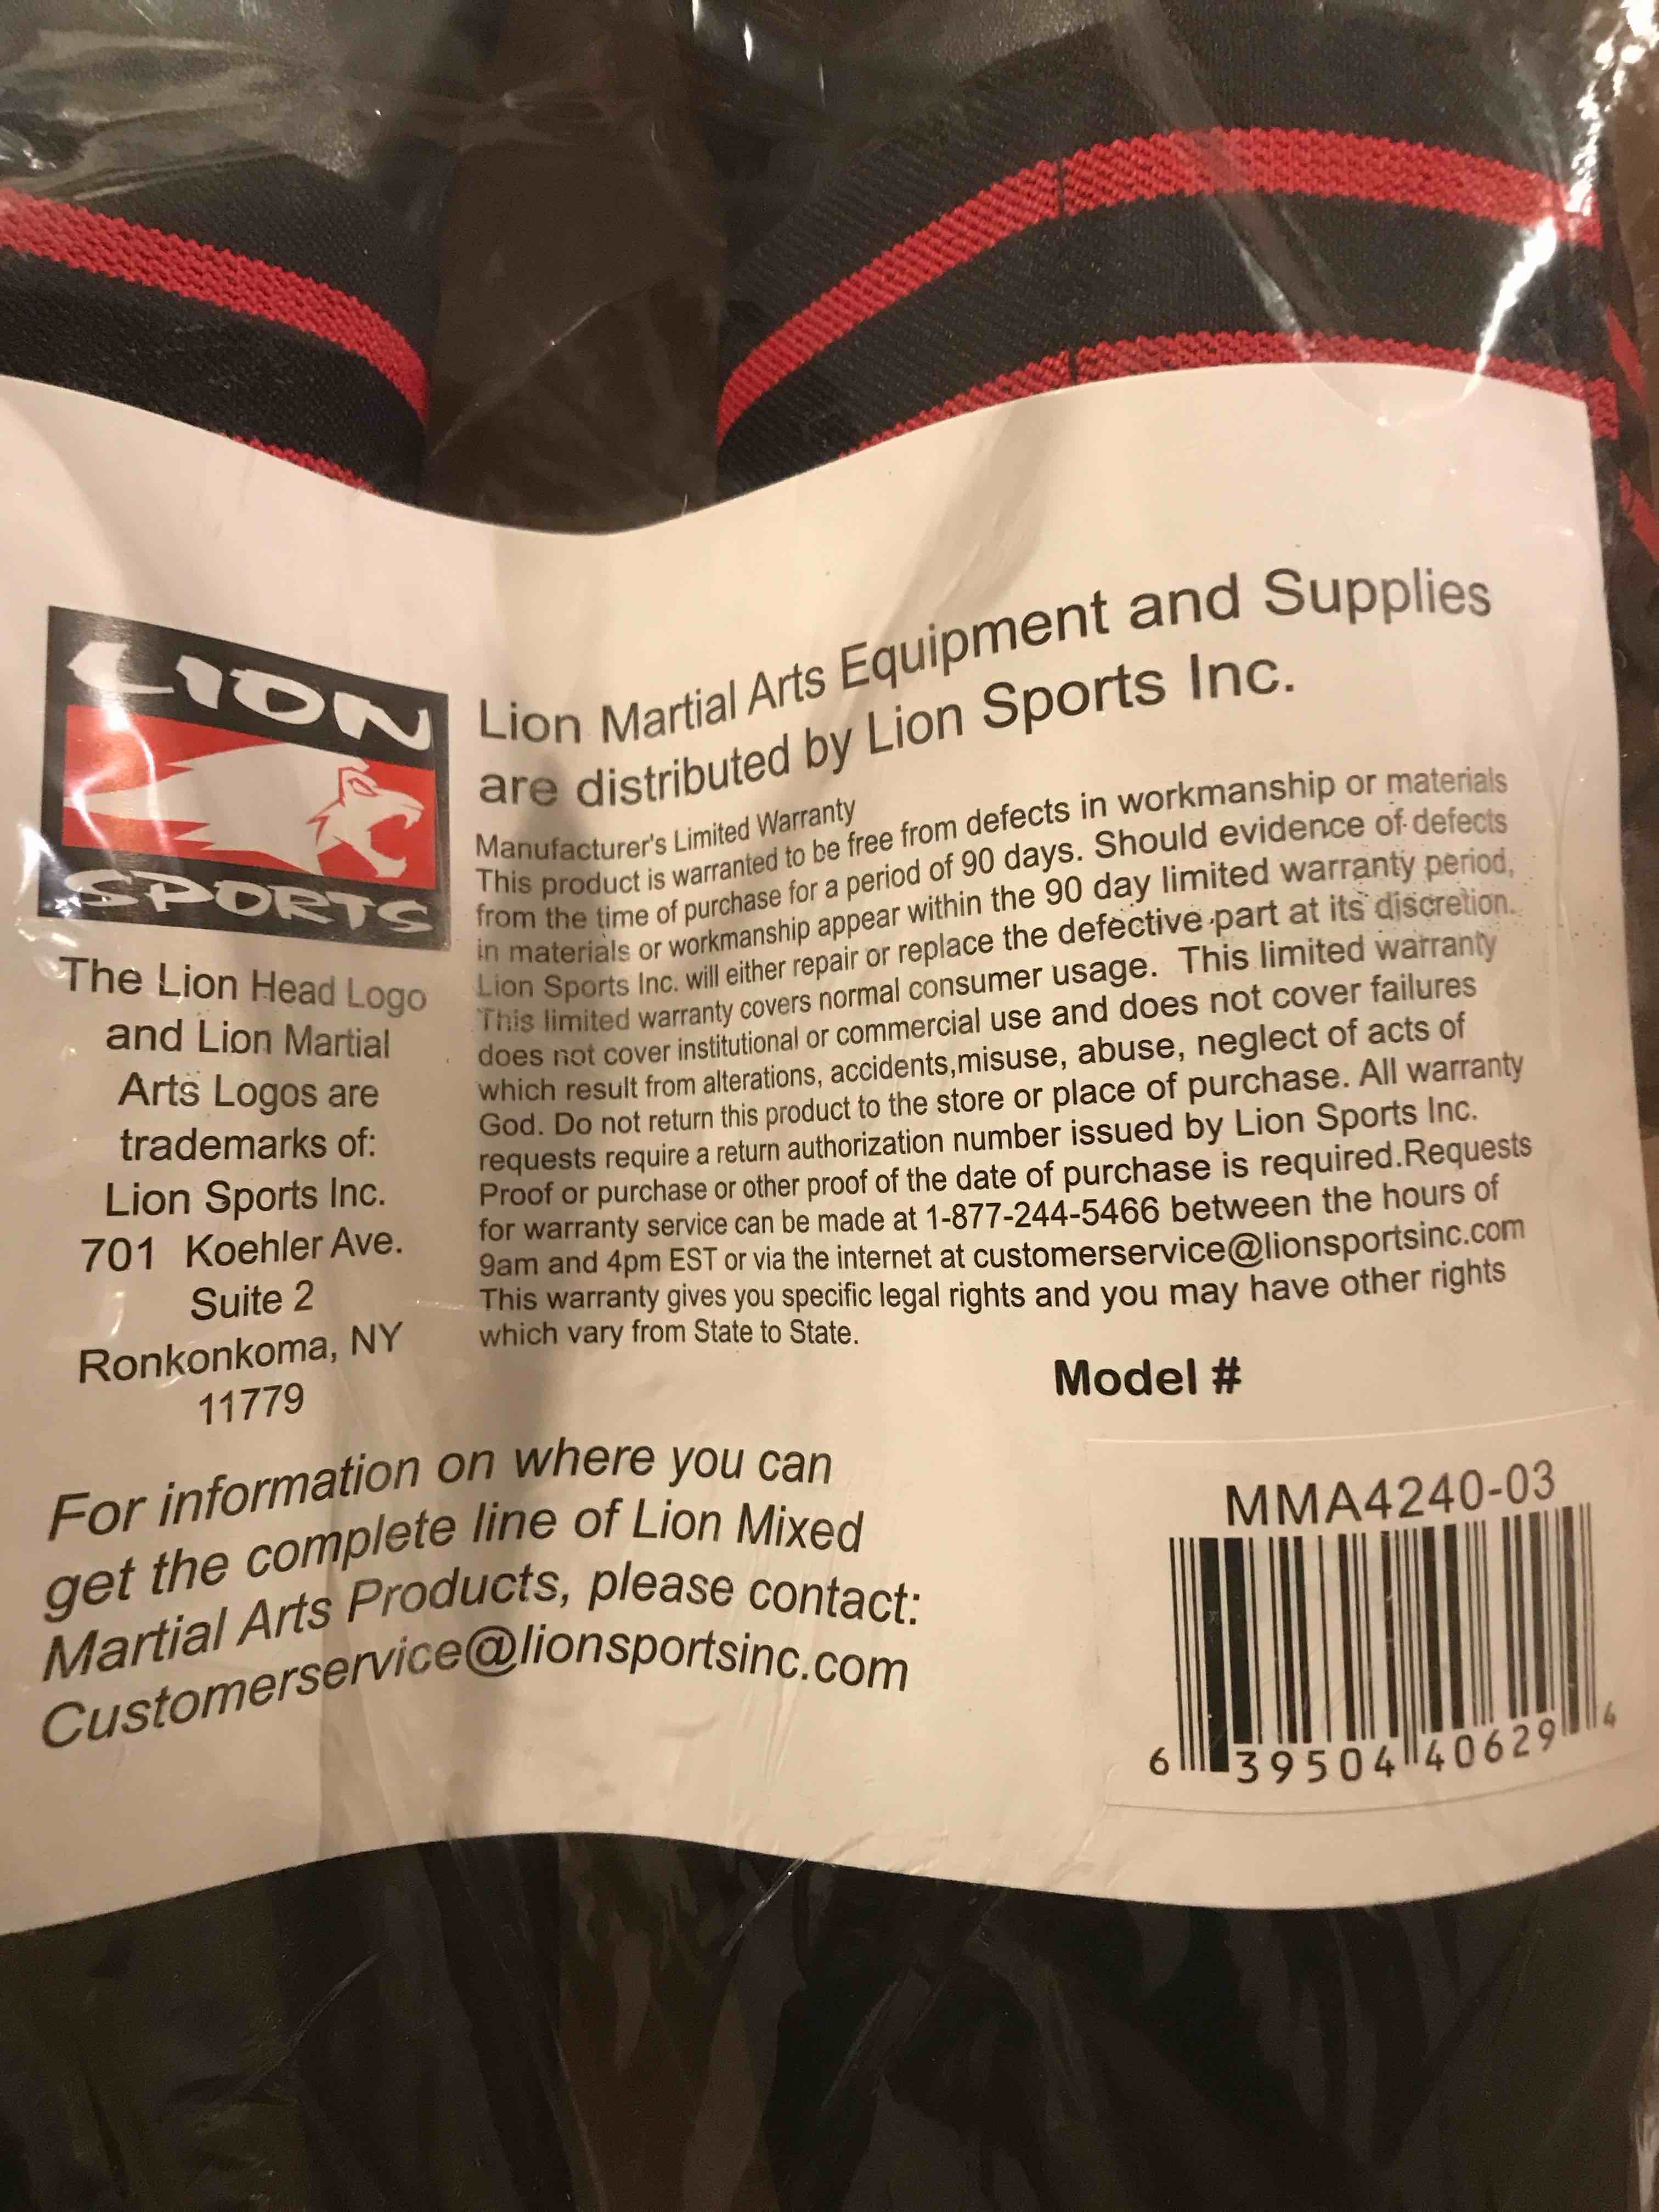 LION
SPORTS
The Lion Head Logo
and Lion Martial
Arts Logos are
trademarks of:
Lion Sports Inc.
701 Koehler Ave.
Suite 2
Ronkonkoma, NY
11779
Lion Martial Arts Equipment and Supplies
are distributed by Lion Sports Inc.
Manufacturer's Limited Warranty
This product is warranted to be free from defects in workmanship or materials
from the time of purchase for a period of 90 days. Should evidence of defects
in materials or workmanship appear within the 90 day limited warranty period,
Lion Sports Inc. will either repair or replace the defective part at its discretion.
This limited warranty covers normal consumer usage. This limited warranty
does not cover institutional or commercial use and does not cover failures
which result from alterations, accidents,misuse, abuse, neglect of acts of
God. Do not return this product to the store or place of purchase. All warranty
requests require a return authorization number issued by Lion Sports Inc.
Proof or purchase or other proof of the date of purchase is required.Requests
for warranty service can be made at 1-877-244-5466 between the hours of
9am and 4pm EST or via the internet at customerservice@lionsportsinc.com
This warranty gives you specific legal rights and you may have other rights
which vary from State to State.
For information on where you can
get the complete line of Lion Mixed
Martial Arts Products, please contact:
Customerservice@lionsportsinc.com
Model #
MMA4240-03
6 39504 40629 4